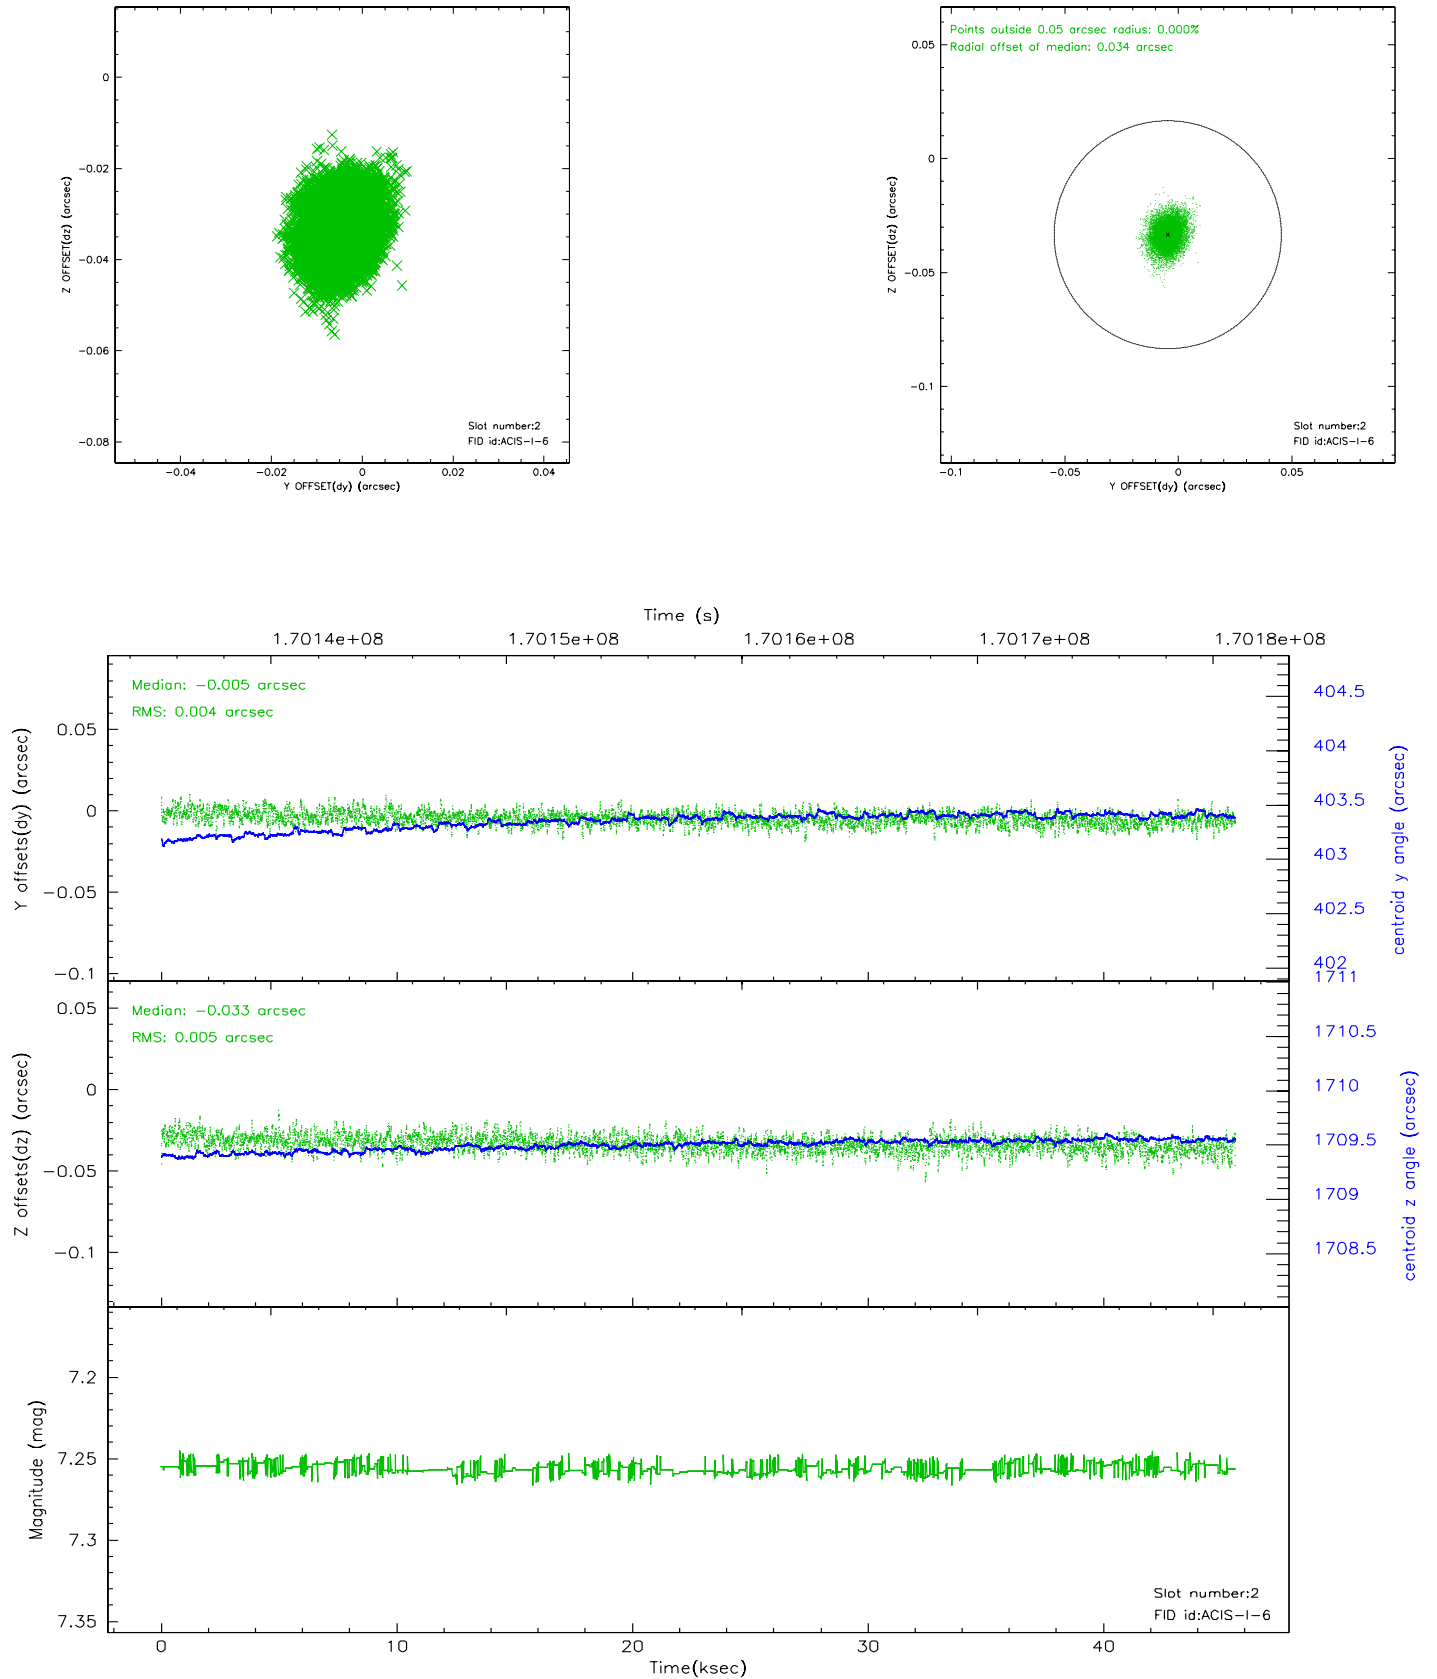 0
-0.02
-0.04
-0.06
-0.08
Z OFFSET(dz) (arcsec)
Slot number:2
FID id:ACIS-I-6
-0.04 -0.02 0 0.02 0.04
Y OFFSET(dy) (arcsec)
Points outside 0.05 arcsec radius: 0.000%
Radial offset of median: 0.034 arcsec
0.05
0
-0.05
-0.1
Z OFFSET(dz) (arcsec)
Slot number:2
FID id:ACIS-I-6
-0.1 -0.05 0 0.05
Y OFFSET(dy) (arcsec)
Time (s)
1.7014e+08 1.7015e+08 1.7016e+08 1.7017e+08 1.7018e+08
Median: -0.005 arcsec
RMS: 0.004 arcsec
0.05
0
-0.05
-0.1
Y offsets(dy) (arcsec)
404.5
404
403.5
403
402.5
402
centroid y angle (arcsec)
Median: -0.033 arcsec
RMS: 0.005 arcsec
0.05
0
-0.05
-0.1
Z offsets(dz) (arcsec)
1711
1710.5
1710
1709.5
1709
1708.5
centroid z angle (arcsec)
7.2
7.25
7.3
7.35
Magnitude (mag)
Slot number:2
FID id:ACIS-I-6
0 10 20 30 40
Time(ksec)